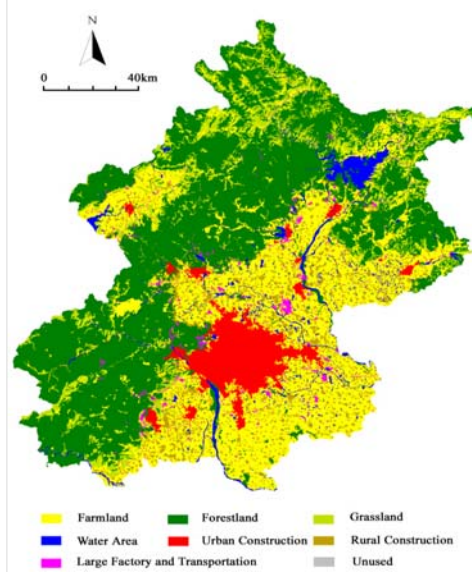 N
0 40km
Farmland Forestland Grassland
Water Area Urban Construction Rural Construction
Large Factory and Transportation Unused